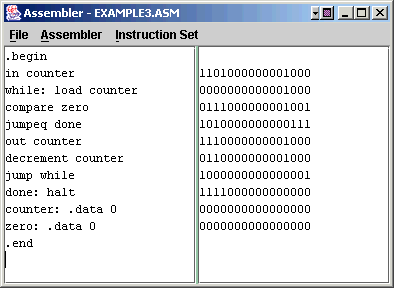 Assembler - EXAMPLE3.ASM
File Assembler Instruction Set
.begin
in counter 1101000000001000
while: load counter 0000000000001000
compare zero 0111000000001001
jumpeq done 1010000000000111
out counter 1110000000001000
decrement counter 0110000000001000
jump while 1000000000000001
done: halt 1111000000000000
counter: .data 0 0000000000000000
zero: .data 0 0000000000000000
.end